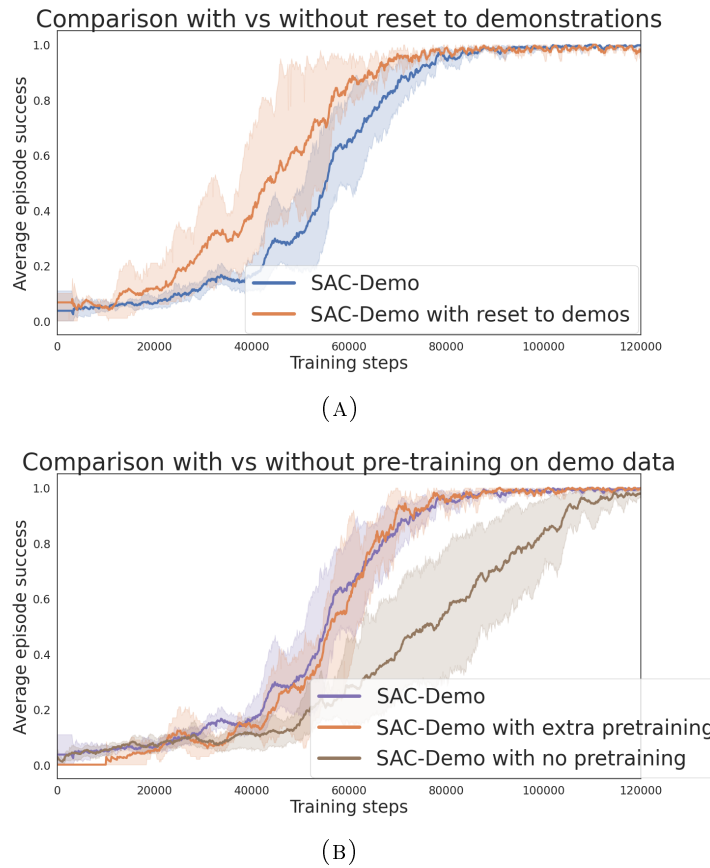 Comparison with vs without reset to demonstrations
1.0
0.8
0.6
0.4
0.2
0.0
Average episode success
SAC-Demo
SAC-Demo with reset to demos
0 20000 40000 60000 80000 100000 120000
Training steps
(A)
Comparison with vs without pre-training on demo data
1.0
0.8
0.6
0.4
0.2
0.0
Average episode success
SAC-Demo
SAC-Demo with extra pretraining
SAC-Demo with no pretraining
0 20000 40000 60000 80000 100000 120000
Training steps
(B)